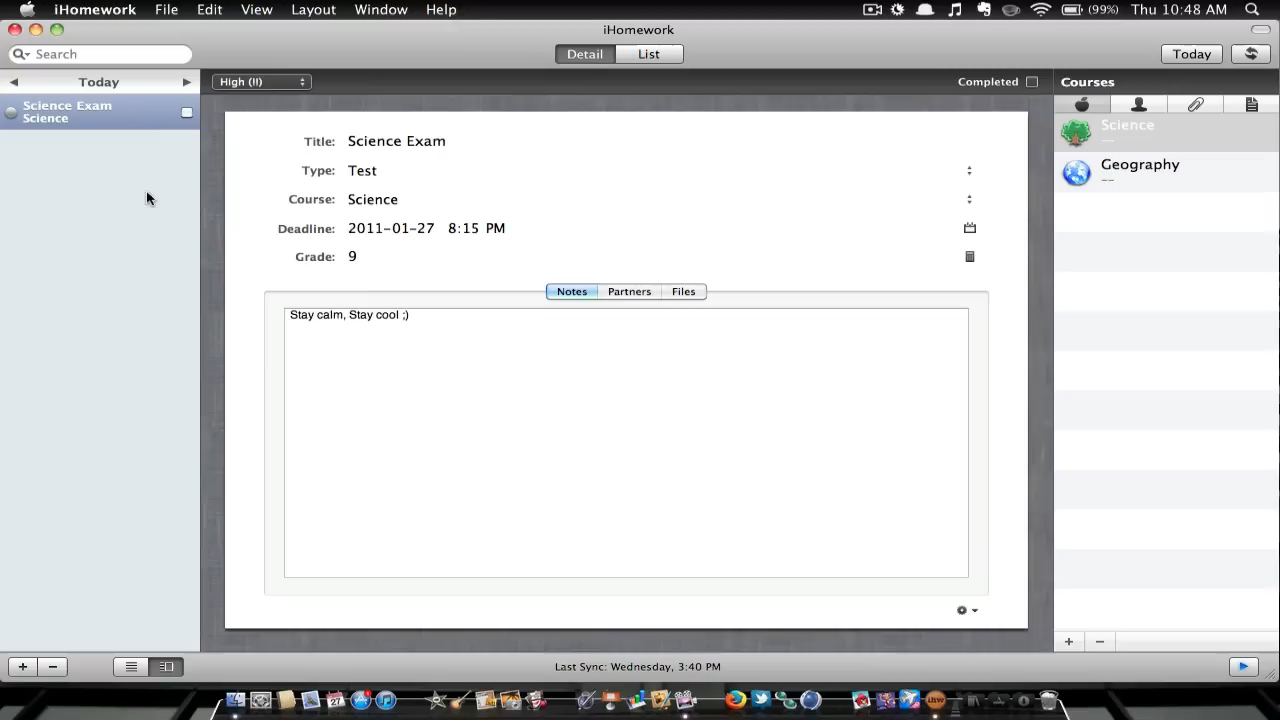 iHomework File Edit View Layout Window Help (99%) Thu 10:48 AM
iHomework
Search Detail List Today
Today High (!!) Completed Courses
Science Exam
Science
Title: Science Exam
Type: Test
Course: Science
Deadline: 2011-01-27 8:15 PM
Grade: 9
Notes Partners Files
Stay calm, Stay cool ;)
Science
--
Geography
--
Last Sync: Wednesday, 3:40 PM
27
ihw